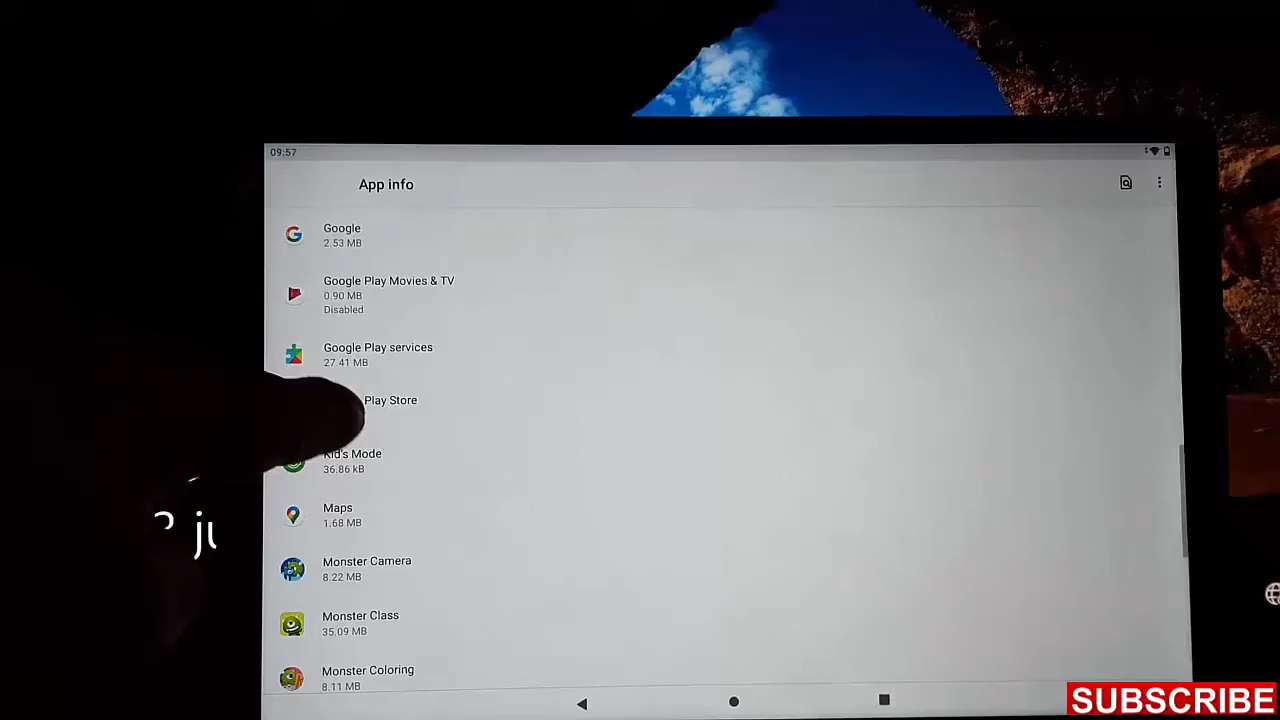 09:57
App info
Google
2.53 MB
Google Play Movies & TV
0.90 MB
Disabled
Google Play services
27.41 MB
Play Store
Kid's Mode
36.86 kB
Maps
1.68 MB
Monster Camera
8.22 MB
Monster Class
35.09 MB
Monster Coloring
8.11 MB
SUBSCRIBE